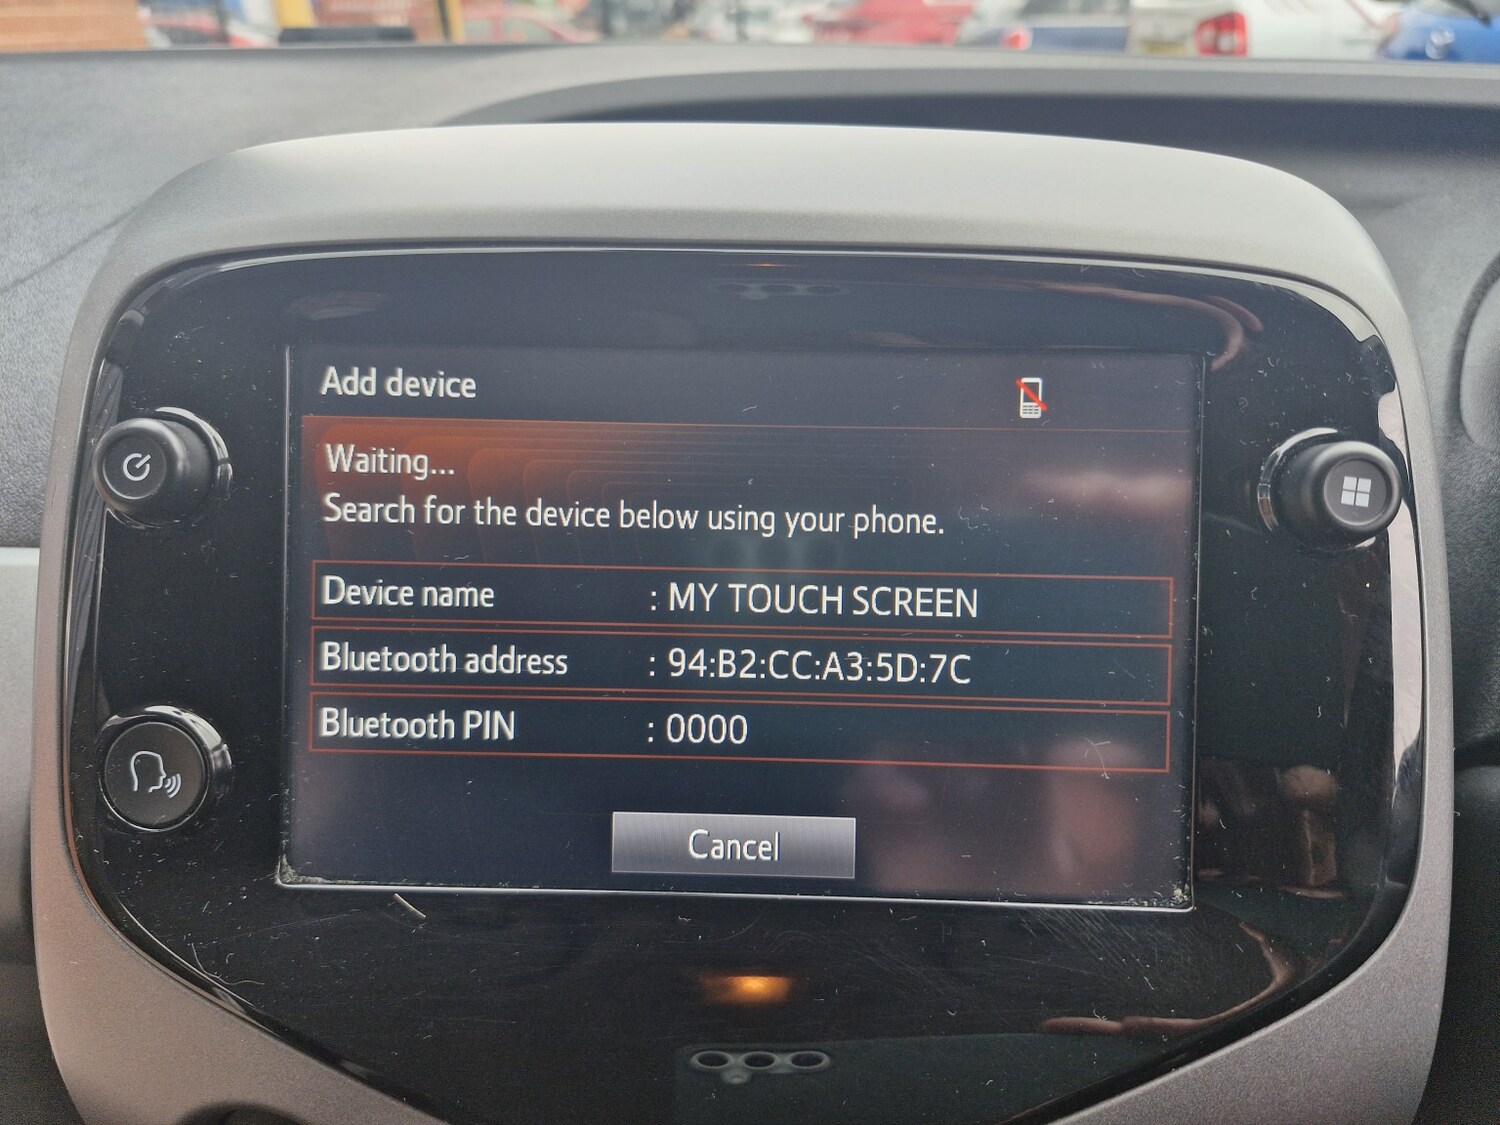 Add device
Waiting...
Search for the device below using your phone.
Device name : MY TOUCH SCREEN
Bluetooth address : 94:B2:CC:A3:5D:7C
Bluetooth PIN : 0000
Cancel